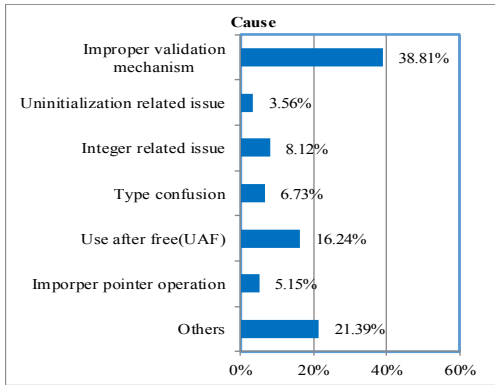 Cause
Improper validation
mechanism
38.81%
Uninitialization related issue
3.56%
Integer related issue
8.12%
Type confusion
6.73%
Use after free(UAF)
16.24%
Imporper pointer operation
5.15%
Others
21.39%
0%
20%
40%
60%